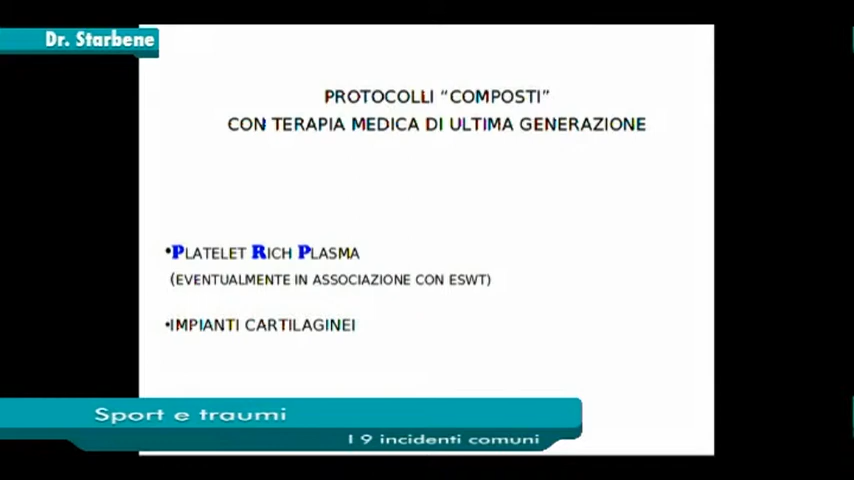 Dr. Starbene
PROTOCOLLI “COMPOSTI”
CON TERAPIA MEDICA DI ULTIMA GENERAZIONE
•PLATELET RICH PLASMA
(EVENTUALMENTE IN ASSOCIAZIONE CON ESWT)
•IMPIANTI CARTILAGINEI
Sport e traumi
I 9 incidenti comuni